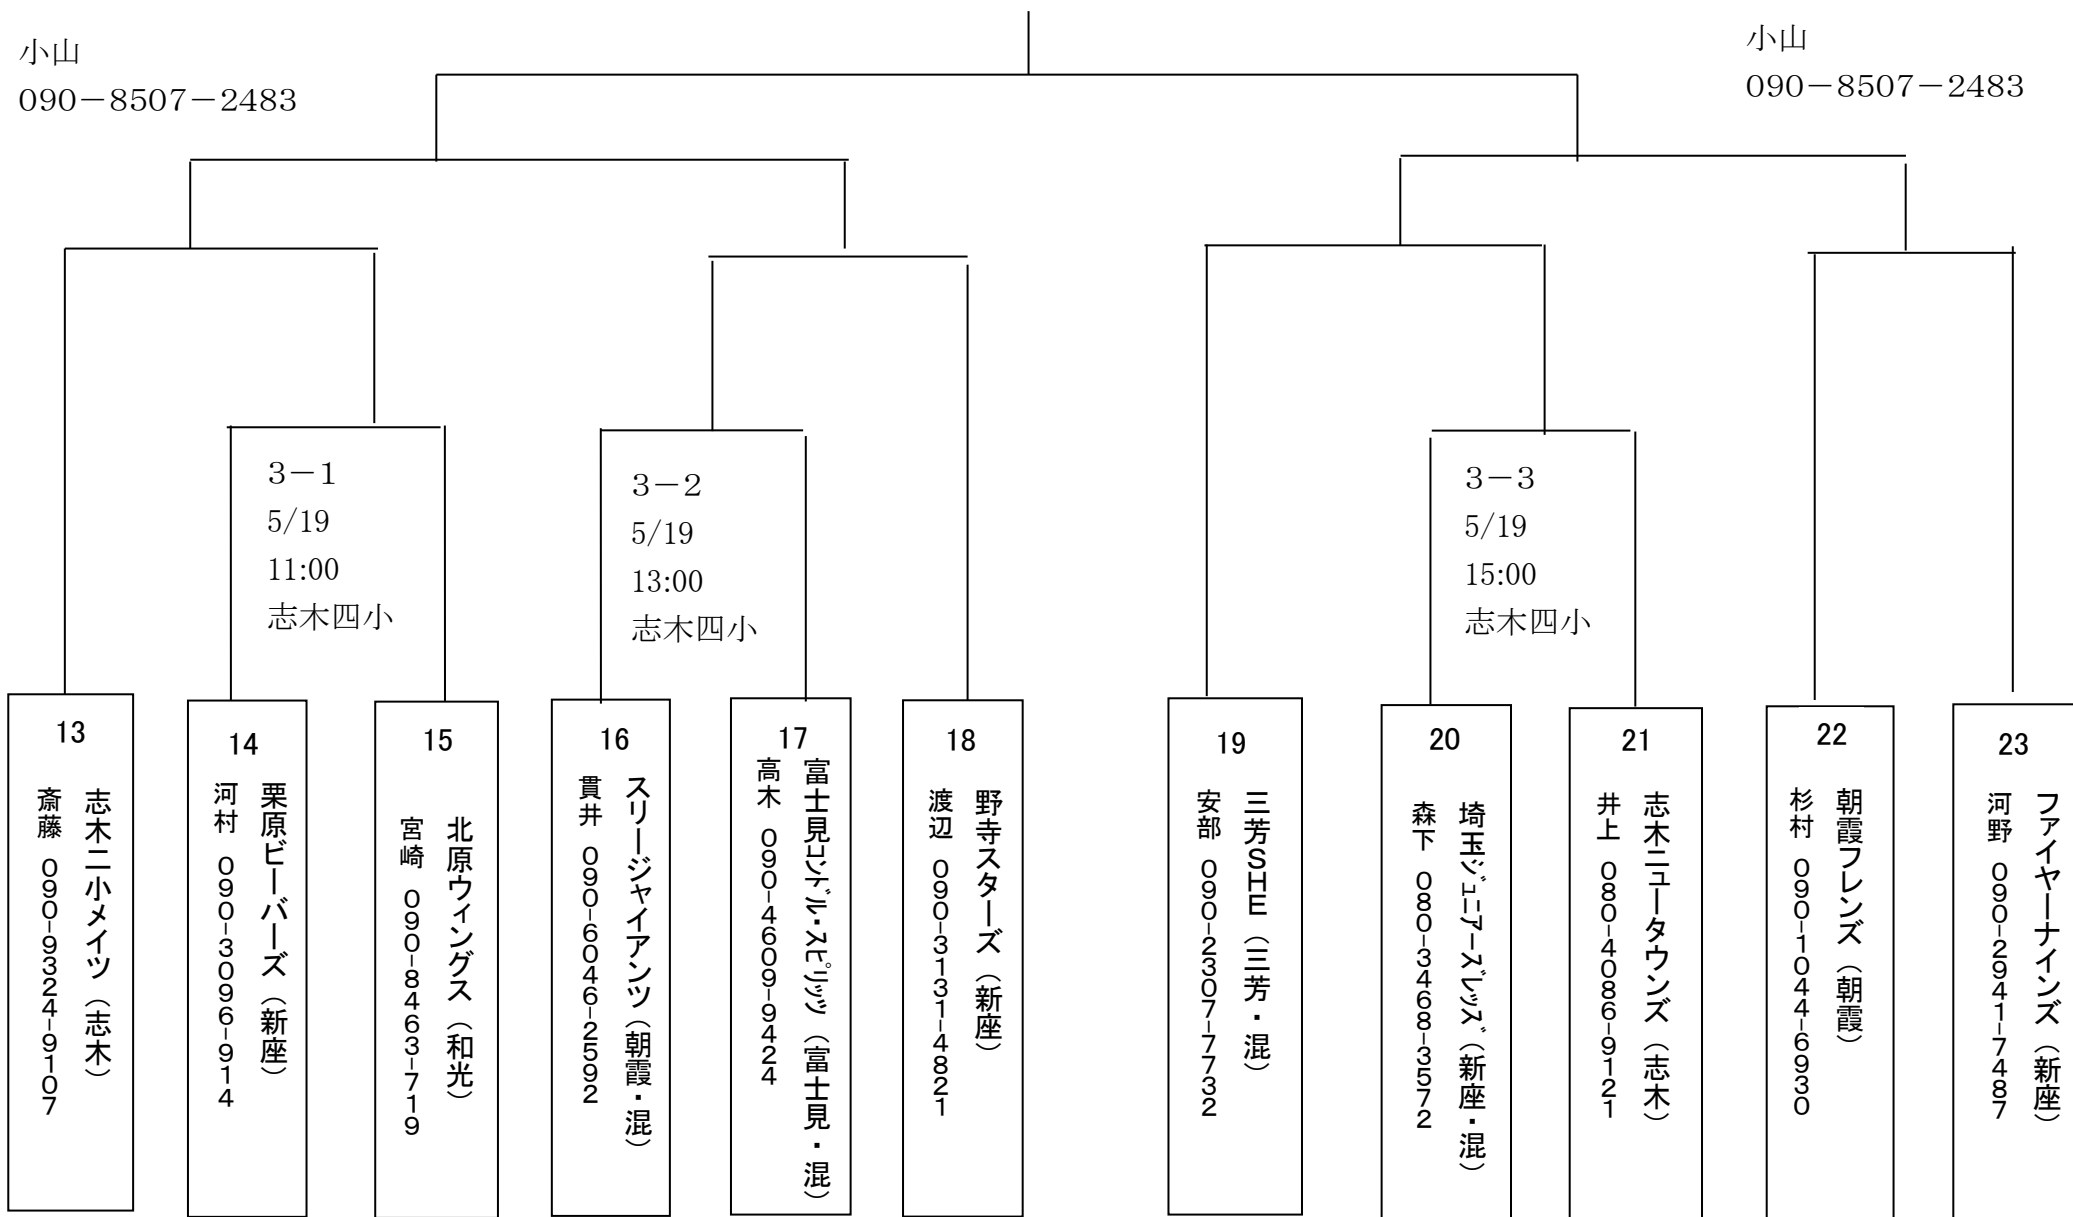 小山
090－8507－2483
小山
090－8507－2483
３－１
5/19
11:00
志木四小
３－２
5/19
13:00
志木四小
３－３
5/19
15:00
志木四小
13
志木二小メイツ（志木）
斎藤 090-9324-9107
14
栗原ビーバーズ（新座）
河村 090-3096-914
15
北原ウィングス（和光）
宮崎 090-8463-719
16
スリージャイアンツ（朝霞・混）
貫井 090-6046-2592
17
富士見ｺﾝﾄﾞﾙ・ｽﾋﾟﾘｯﾂ（富士見・混）
高木 090-4609-9424
18
野寺スターズ（新座）
渡辺 090-3131-4821
19
三芳SHE（三芳・混）
安部 090-2307-7732
20
埼玉ｼﾞｭﾆｱｰｽﾞﾚｯｽﾞ（新座・混）
森下 080-3468-3572
21
志木ニュータウンズ（志木）
井上 080-4086-9121
22
朝霞フレンズ（朝霞）
杉村 090-1044-6930
23
ファイヤーナインズ（新座）
河野 090-2941-7487